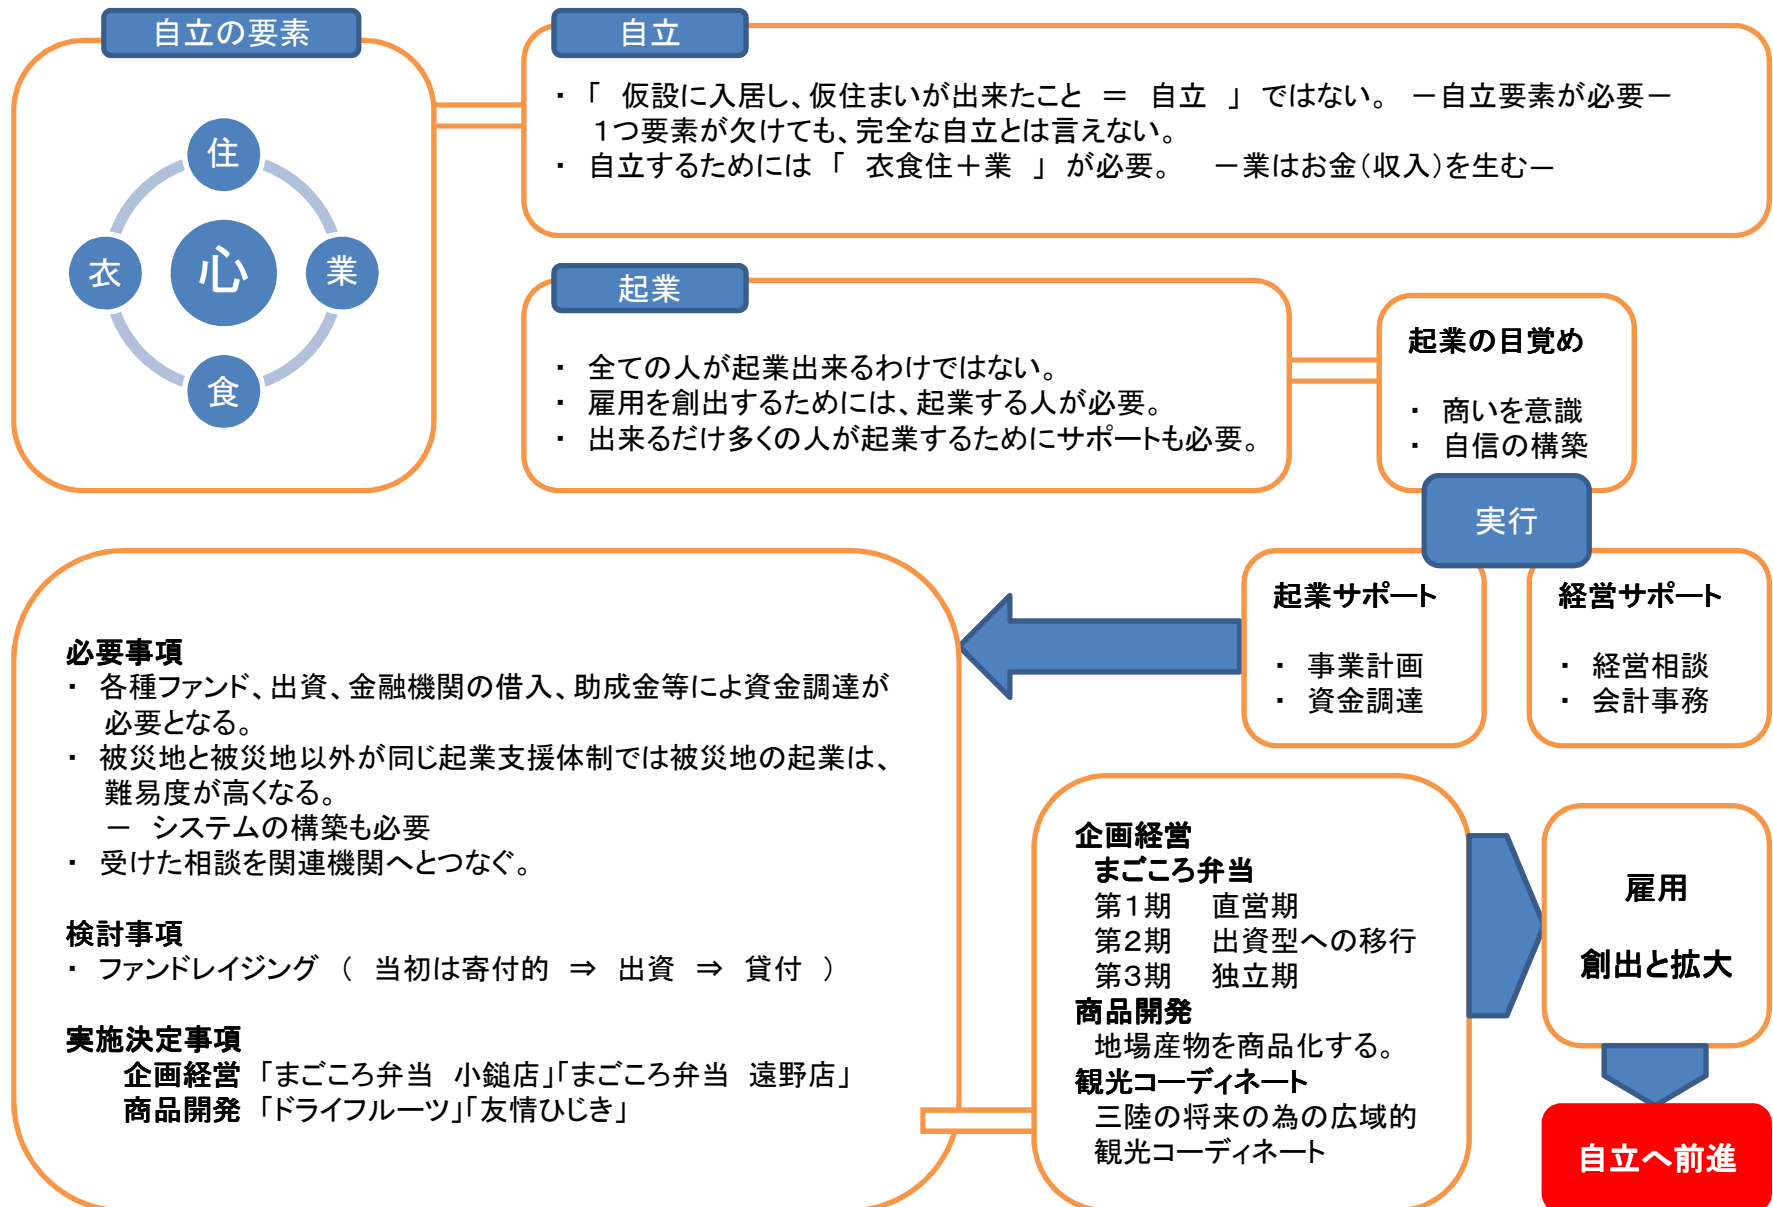 自立の要素
住
衣
心
業
食
自立
・「 仮設に入居し、仮住まいが出来たこと ＝ 自立 」 ではない。 －自立要素が必要－
１つ要素が欠けても、完全な自立とは言えない。
・ 自立するためには 「 衣食住＋業 」 が必要。 －業はお金（収入）を生む―
起業
・ 全ての人が起業出来るわけではない。
・ 雇用を創出するためには、起業する人が必要。
・ 出来るだけ多くの人が起業するためにサポートも必要。
起業の目覚め
・ 商いを意識
・ 自信の構築
実行
起業サポート
・ 事業計画
・ 資金調達
経営サポート
・ 経営相談
・ 会計事務
必要事項
・ 各種ファンド、出資、金融機関の借入、助成金等によ資金調達が
必要となる。
・ 被災地と被災地以外が同じ起業支援体制では被災地の起業は、
難易度が高くなる。
－ システムの構築も必要
・ 受けた相談を関連機関へとつなぐ。
検討事項
・ ファンドレイジング （ 当初は寄付的 ⇒ 出資 ⇒ 貸付 ）
実施決定事項
企画経営 「まごころ弁当 小鎚店」「まごころ弁当 遠野店」
商品開発 「ドライフルーツ」「友情ひじき」
企画経営
まごころ弁当
第１期 直営期
第２期 出資型への移行
第３期 独立期
商品開発
地場産物を商品化する。
観光コーディネート
三陸の将来の為の広域的
観光コーディネート
雇用
創出と拡大
自立へ前進